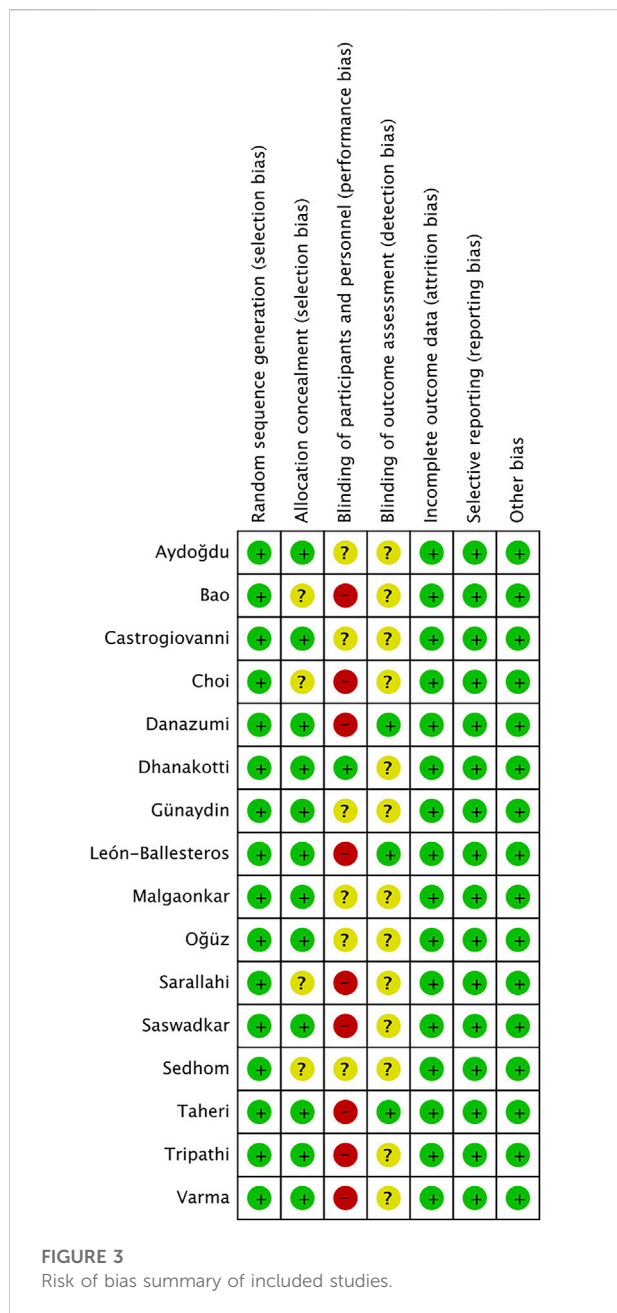 Random sequence generation (selection bias)
Allocation concealment (selection bias)
Blinding of participants and personnel (performance bias)
Blinding of outcome assessment (detection bias)
Incomplete outcome data (attrition bias)
Selective reporting (reporting bias)
Other bias
Aydoğdu + + ? ? + + +
Bao + ? - ? + + +
Castrogiovanni + + ? ? + + +
Choi + ? - ? + + +
Danazumi + + - + + + +
Dhanakotti + + + ? + + +
Günaydin + + ? ? + + +
León-Ballesteros + + - + + + +
Malgaonkar + + ? ? + + +
Oğüz + + ? ? + + +
Sarallahi + ? - ? + + +
Saswadkar + + - ? + + +
Sedhom + ? ? ? + + +
Taheri + + - + + + +
Tripathi + + - ? + + +
Varma + + - ? + + +
FIGURE 3
Risk of bias summary of included studies.